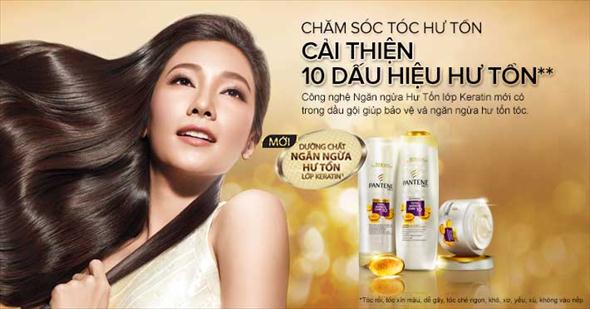 CHĂM SÓC TÓC HƯ TỔN
CẢI THIỆN
10 DẤU HIỆU HƯ TỔN**
Công nghệ Ngăn ngừa Hư Tổn lớp Keratin mới có
trong dầu gội giúp bảo vệ và ngăn ngừa hư tổn tóc.
MỚI
DƯỠNG CHẤT
NGĂN NGỪA
HƯ TỔN
LỚP KERATIN*
PANTENE
PANTENE
*Tóc rối, tóc xỉn màu, dễ gãy, tóc chẻ ngọn, khô, xơ, yếu, xù, không vào nếp